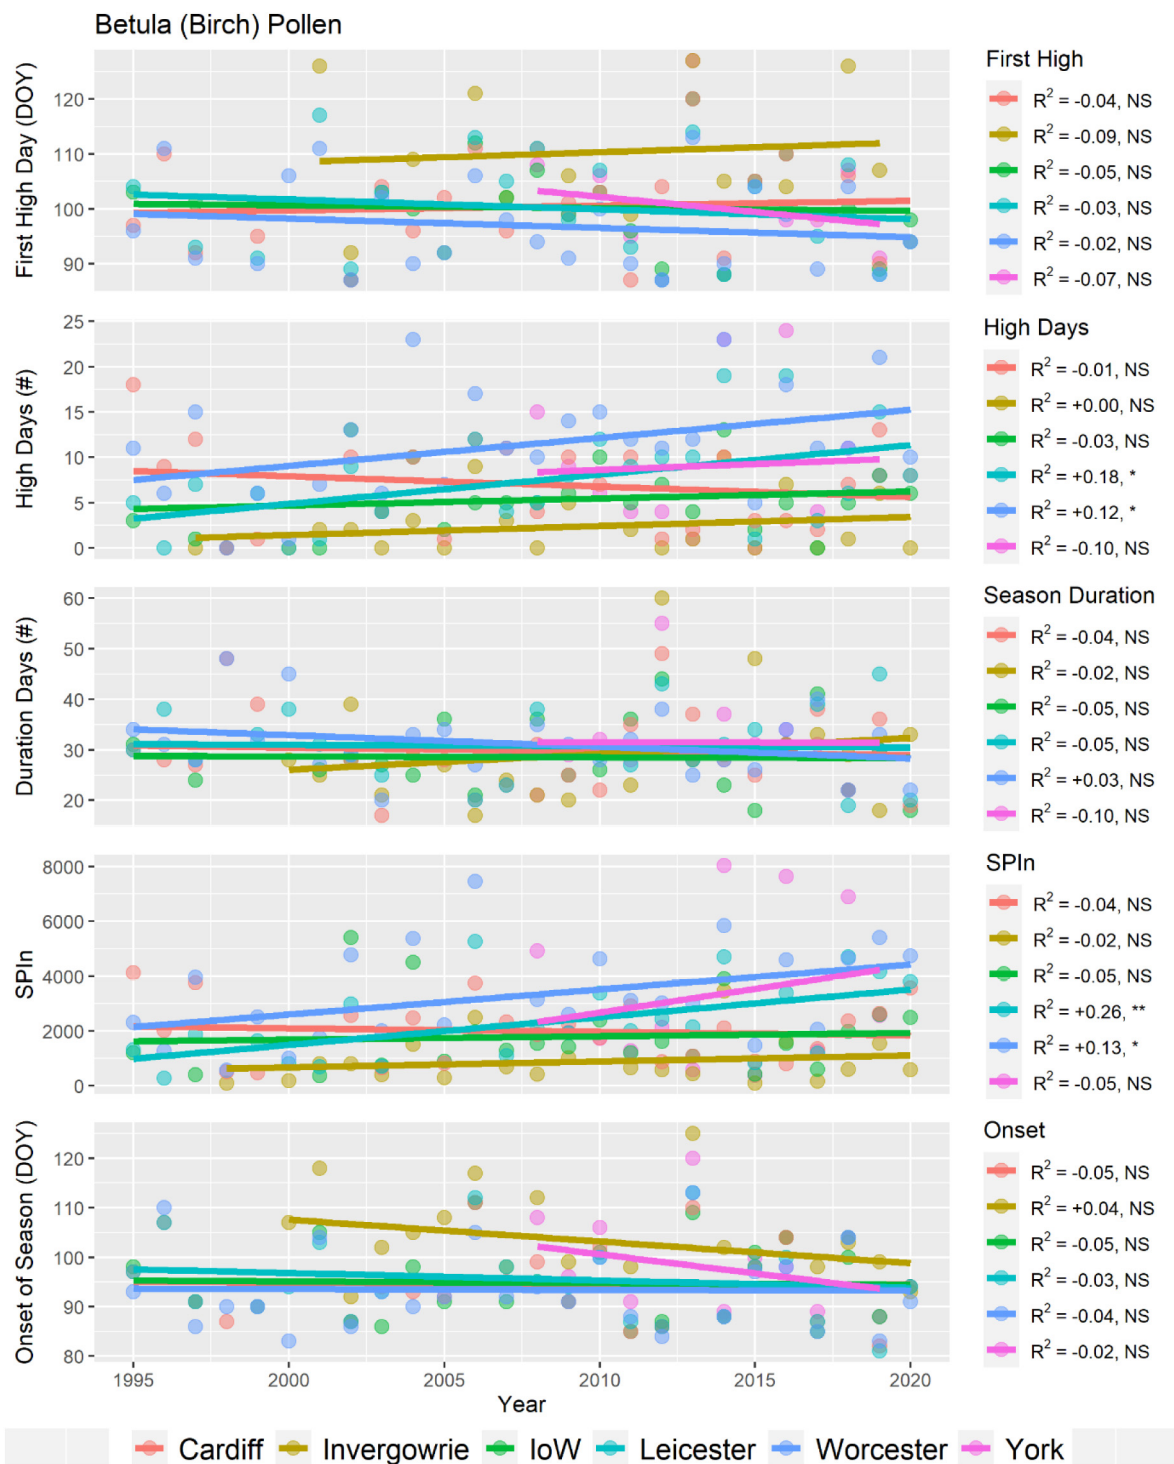 Betula (Birch) Pollen
First High Day (DOY)
120
110
100
90
First High
R² = -0.04, NS
R² = -0.09, NS
R² = -0.05, NS
R² = -0.03, NS
R² = -0.02, NS
R² = -0.07, NS
High Days (#)
25
20
15
10
5
0
High Days
R² = -0.01, NS
R² = +0.00, NS
R² = -0.03, NS
R² = +0.18, *
R² = +0.12, *
R² = -0.10, NS
Duration Days (#)
60
50
40
30
20
Season Duration
R² = -0.04, NS
R² = -0.02, NS
R² = -0.05, NS
R² = -0.05, NS
R² = +0.03, NS
R² = -0.10, NS
SPIn
8000
6000
4000
2000
0
SPIn
R² = -0.04, NS
R² = -0.02, NS
R² = -0.05, NS
R² = +0.26, **
R² = +0.13, *
R² = -0.05, NS
Onset of Season (DOY)
120
110
100
90
80
Onset
R² = -0.05, NS
R² = +0.04, NS
R² = -0.05, NS
R² = -0.03, NS
R² = -0.04, NS
R² = -0.02, NS
1995 2000 2005 2010 2015 2020
Year
Cardiff Invergowrie IoW Leicester Worcester York